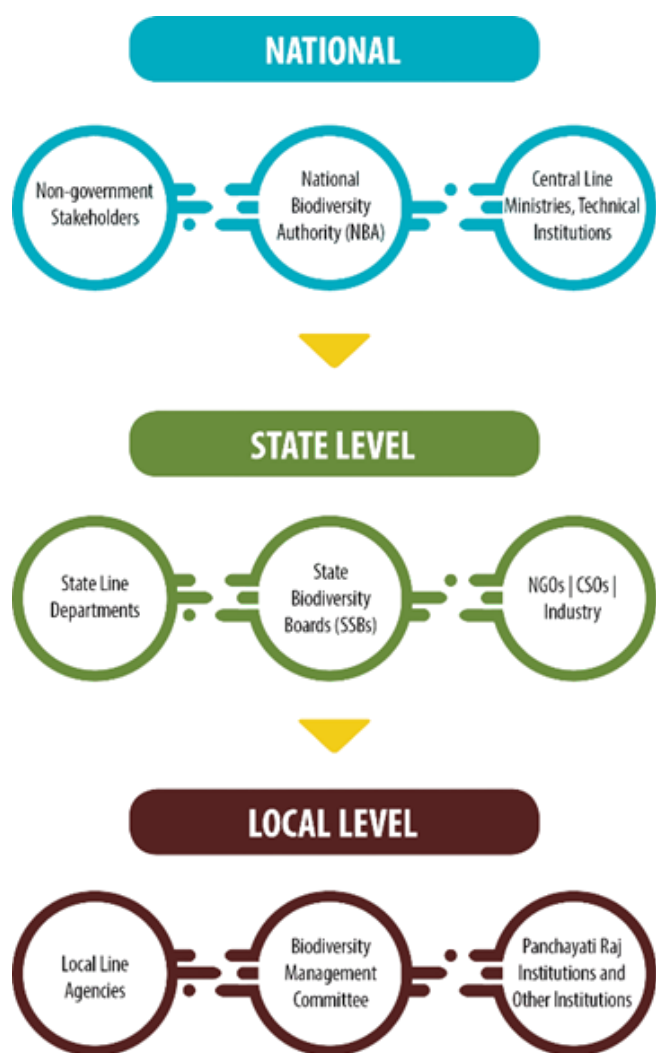 NATIONAL
Non-government
Stakeholders
National
Biodiversity
Authority (NBA)
Central Line
Ministries, Technical
Institutions
STATE LEVEL
State Line
Departments
State
Biodiversity
Boards (SSBs)
NGOs | CSOs |
Industry
LOCAL LEVEL
Local Line
Agencies
Biodiversity
Management
Committee
Panchayati Raj
Institutions and
Other Institutions